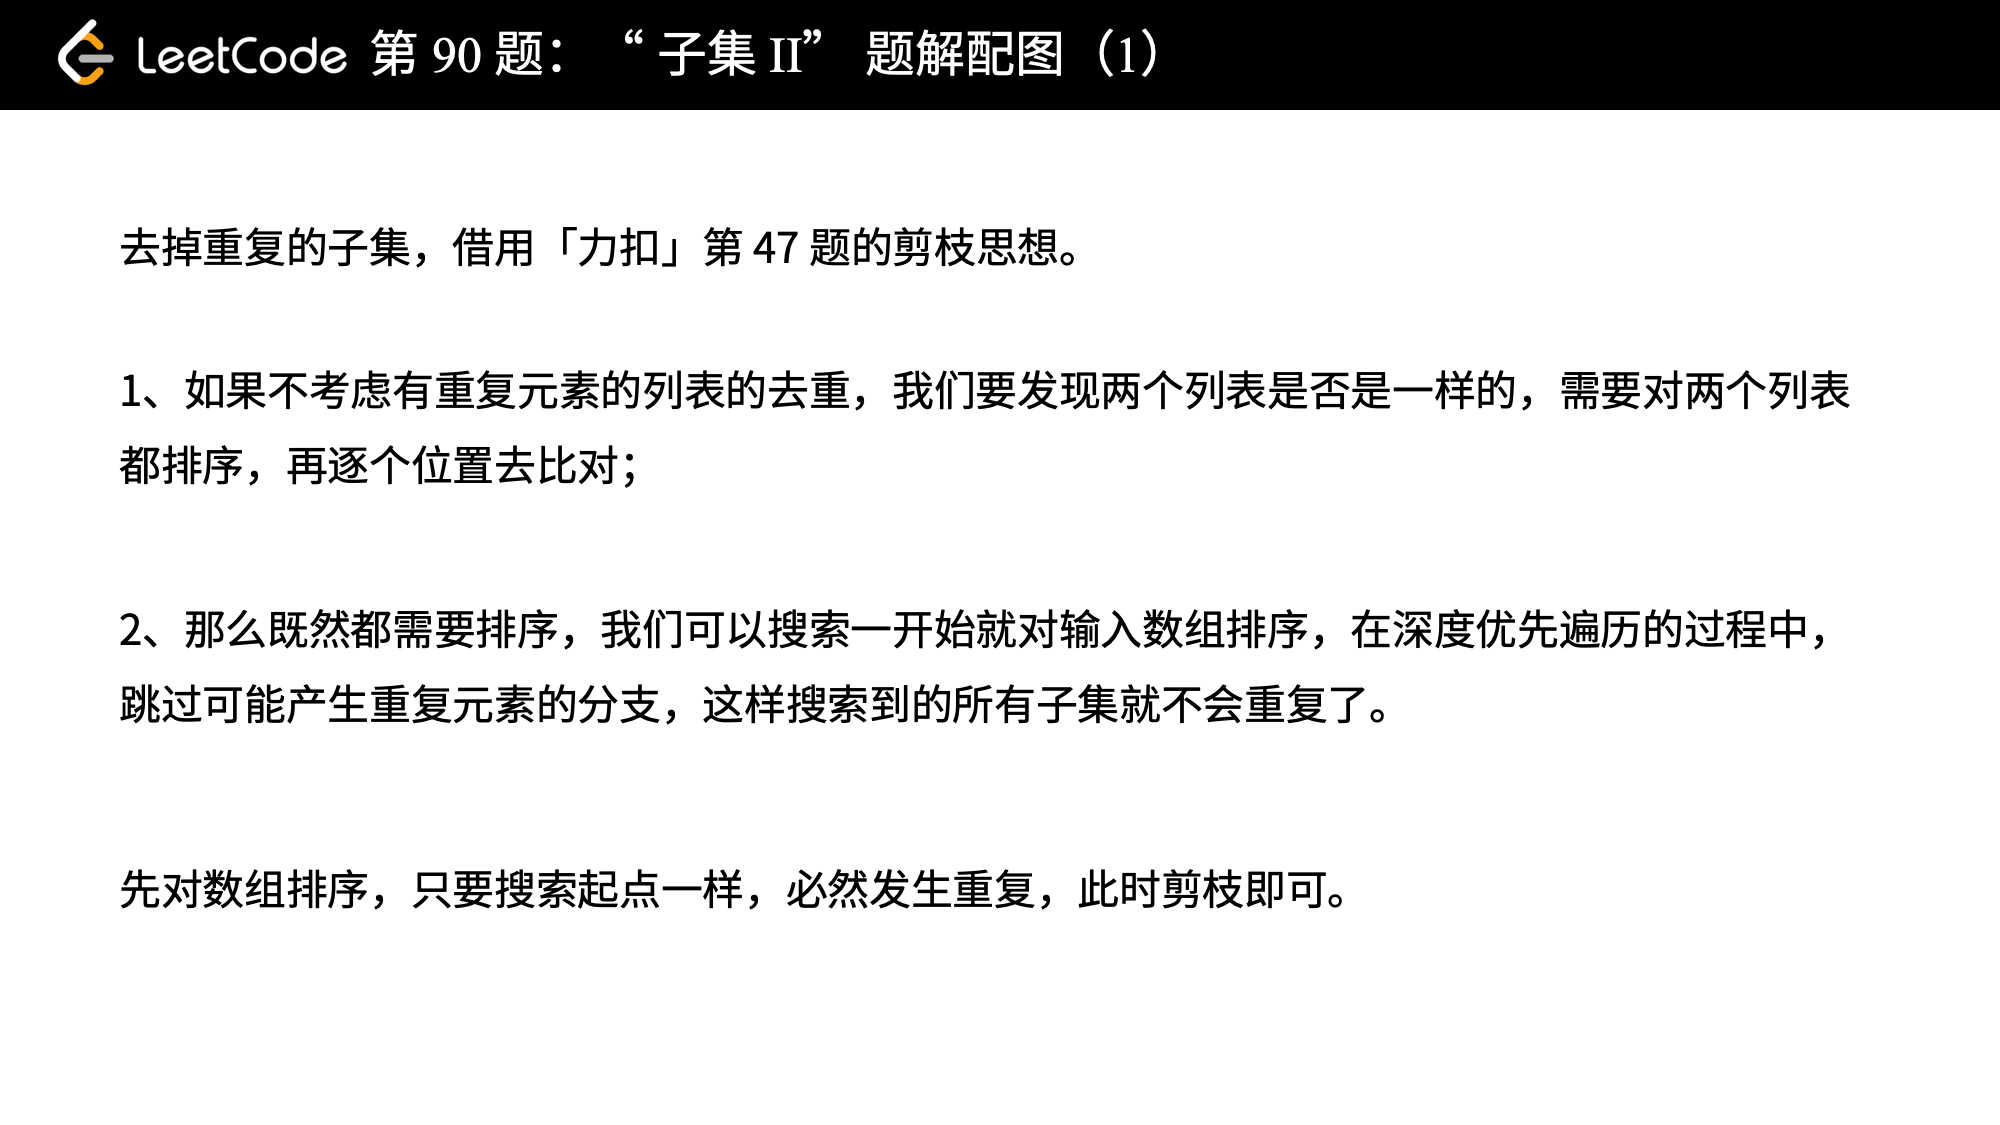 LeetCode 第 90 题：“ 子集 II” 题解配图（1）
去掉重复的子集，借用「力扣」第 47 题的剪枝思想。
1、如果不考虑有重复元素的列表的去重，我们要发现两个列表是否是一样的，需要对两个列表
都排序，再逐个位置去比对；
2、那么既然都需要排序，我们可以搜索一开始就对输入数组排序，在深度优先遍历的过程中，
跳过可能产生重复元素的分支，这样搜索到的所有子集就不会重复了。
先对数组排序，只要搜索起点一样，必然发生重复，此时剪枝即可。